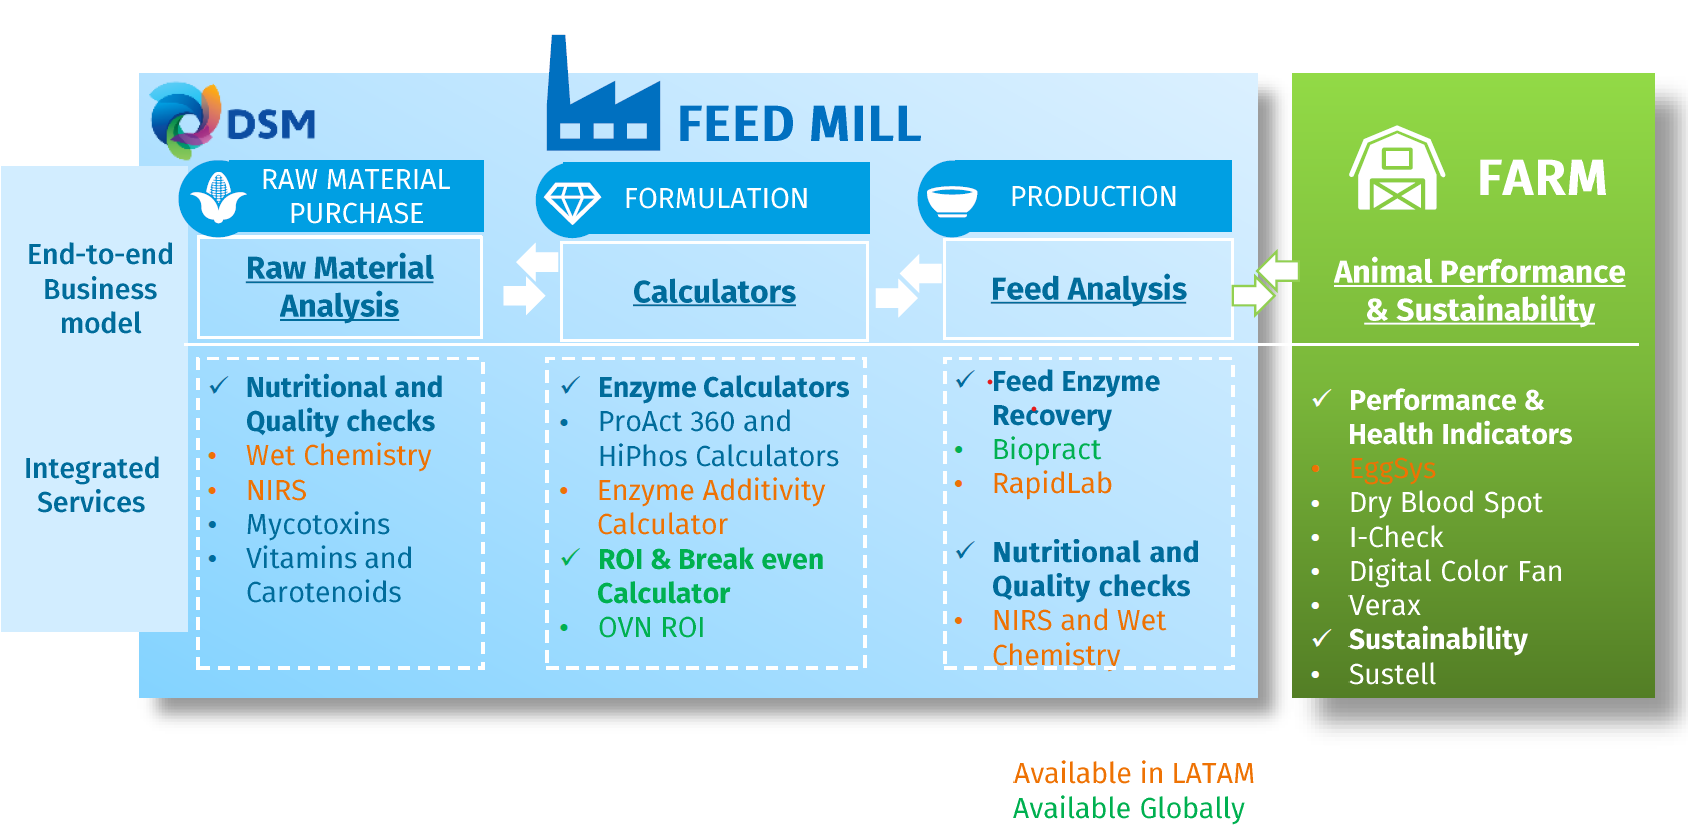 DSM
FEED MILL
FARM
RAW MATERIAL
PURCHASE
FORMULATION
PRODUCTION
End-to-end
Business
model
Raw Material
Analysis
Calculators
Feed Analysis
Animal Performance
& Sustainability
Integrated
Services
✓ Nutritional and
Quality checks
• Wet Chemistry
• NIRS
• Mycotoxins
• Vitamins and
Carotenoids
✓ Enzyme Calculators
• ProAct 360 and
HiPhos Calculators
• Enzyme Additivity
Calculator
✓ ROI & Break even
Calculator
• OVN ROI
✓ Feed Enzyme
Recovery
• Biopract
• RapidLab
✓ Nutritional and
Quality checks
• NIRS and Wet
Chemistry
✓ Performance &
Health Indicators
• EggSys
• Dry Blood Spot
• I-Check
• Digital Color Fan
• Verax
✓ Sustainability
• Sustell
Available in LATAM
Available Globally